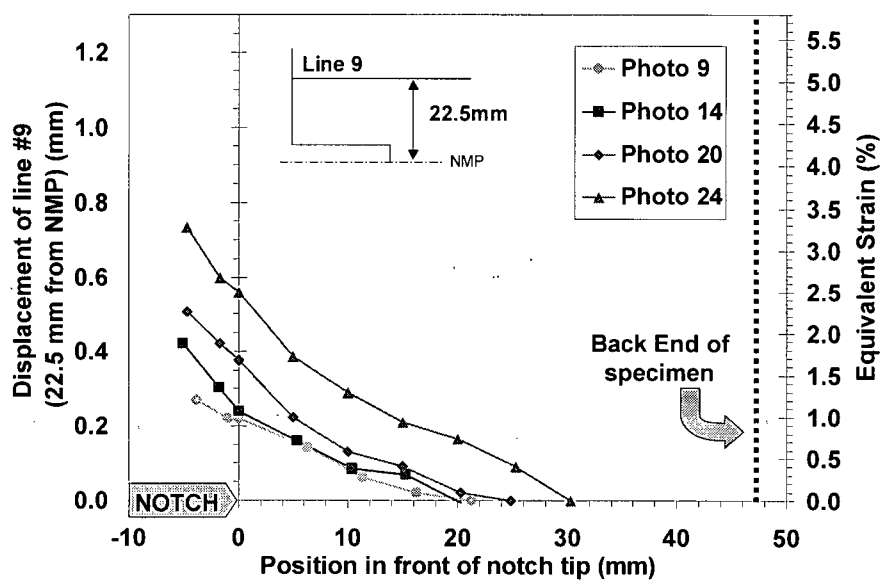 Displacement of line #9
(22.5 mm from NMP) (mm)
1.2
1.0
0.8
0.6
0.4
0.2
0.0
Line 9
22.5mm
NMP
Photo 9
Photo 14
Photo 20
Photo 24
Back End of
specimen
NOTCH
5.5
5.0
4.5
4.0
3.5
3.0
2.5
2.0
1.5
1.0
0.5
0.0
Equivalent Strain (%)
-10 0 10 20 30 40 50
Position in front of notch tip (mm)